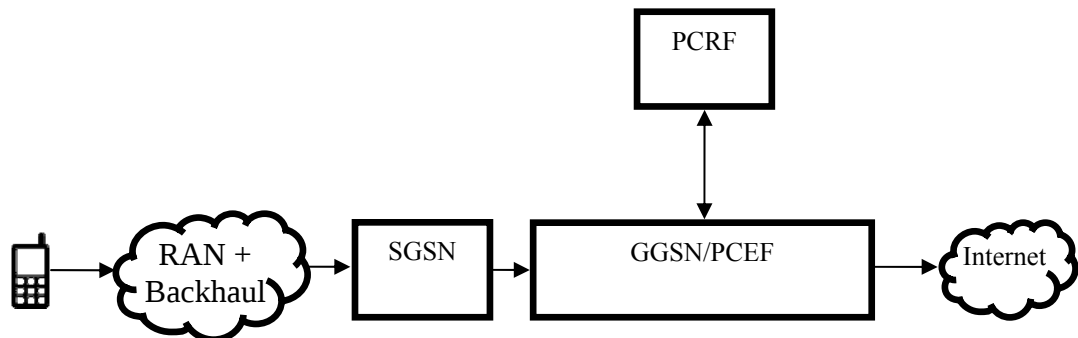 PCRF
RAN +
Backhaul
SGSN
GGSN/PCEF
Internet